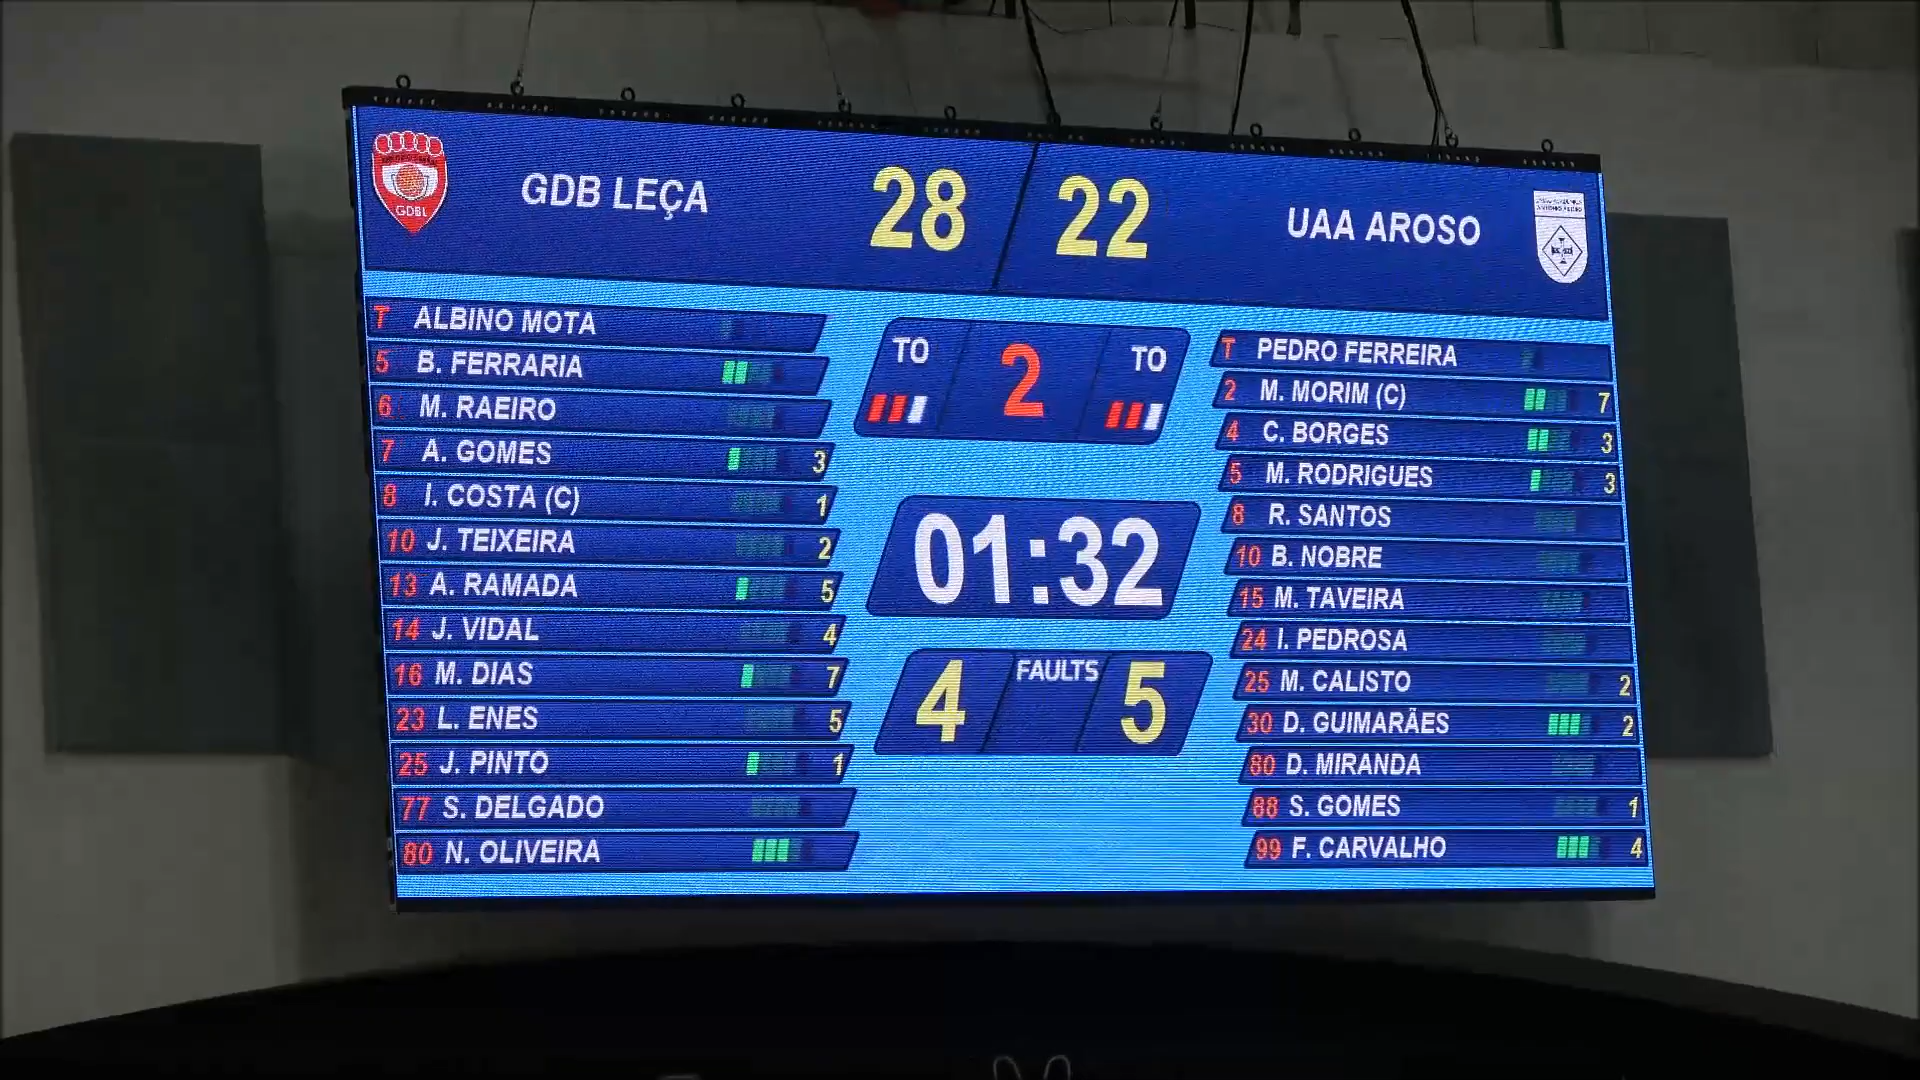 GDBL
GDB LEÇA
28
22
UAA AROSO
T ALBINO MOTA
5 B. FERRARIA
6 M. RAEIRO
7 A. GOMES 3
8 I. COSTA (C) 1
10 J. TEIXEIRA 2
13 A. RAMADA 5
14 J. VIDAL 4
16 M. DIAS 7
23 L. ENES 5
25 J. PINTO 1
77 S. DELGADO
80 N. OLIVEIRA
TO
2
TO
01:32
4
FAULTS
5
T PEDRO FERREIRA
2 M. MORIM (C) 7
4 C. BORGES 3
5 M. RODRIGUES 3
8 R. SANTOS
10 B. NOBRE
15 M. TAVEIRA
24 I. PEDROSA
25 M. CALISTO 2
30 D. GUIMARÃES 2
80 D. MIRANDA
88 S. GOMES 1
99 F. CARVALHO 4